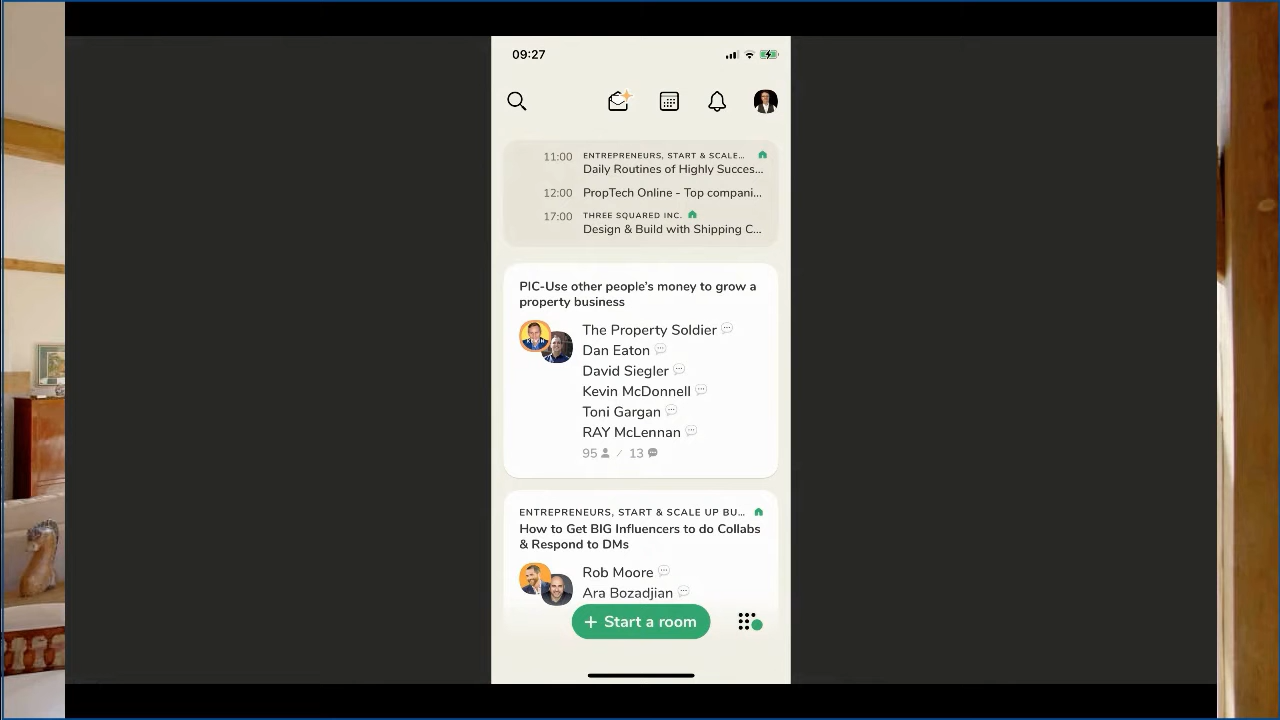 09:27
11:00 ENTREPRENEURS, START & SCALE...
Daily Routines of Highly Succes...
12:00 PropTech Online - Top compani...
17:00 THREE SQUARED INC.
Design & Build with Shipping C...
PIC-Use other people's money to grow a
property business
The Property Soldier
Dan Eaton
David Siegler
Kevin McDonnell
Toni Gargan
RAY McLennan
95 / 13
ENTREPRENEURS, START & SCALE UP BU...
How to Get BIG Influencers to do Collabs
& Respond to DMs
Rob Moore
Ara Bozadjian
+ Start a room